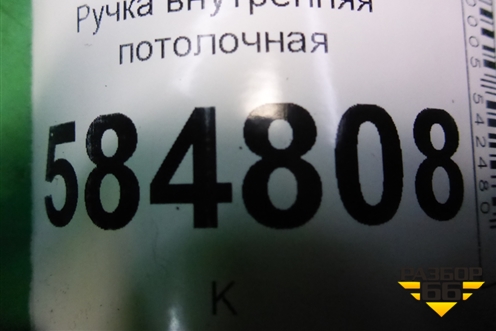 Ручка внутренняя
потолочная
584808
К
РАЗБОР
66